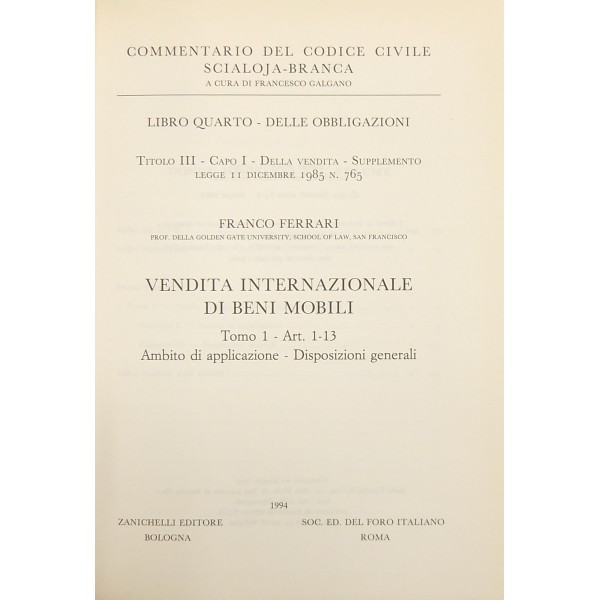 COMMENTARIO DEL CODICE CIVILE
SCIALOJA-BRANCA
A CURA DI FRANCESCO GALGANO
LIBRO QUARTO - DELLE OBBLIGAZIONI
TITOLO III - CAPO I - DELLA VENDITA - SUPPLEMENTO
LEGGE 11 DICEMBRE 1985 N. 765
FRANCO FERRARI
PROF. DELLA GOLDEN GATE UNIVERSITY, SCHOOL OF LAW, SAN FRANCISCO
VENDITA INTERNAZIONALE
DI BENI MOBILI
Tomo 1 - Art. 1-13
Ambito di applicazione - Disposizioni generali
1994
ZANICHELLI EDITORE
BOLOGNA
SOC. ED. DEL FORO ITALIANO
ROMA